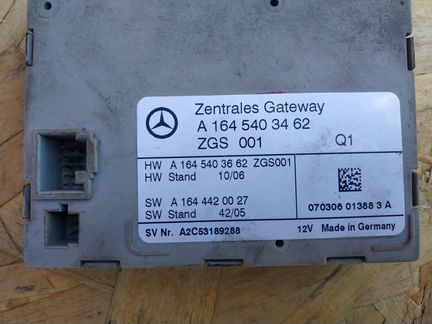 Zentrales Gateway
A 164 540 34 62
ZGS 001 Q1
HW A 164 540 36 62 ZGS001
HW Stand 10/06
SW A 164 442 00 27
SW Stand 42/05
070306 01388 3 A
SV Nr. A2C53189288 12V Made in Germany